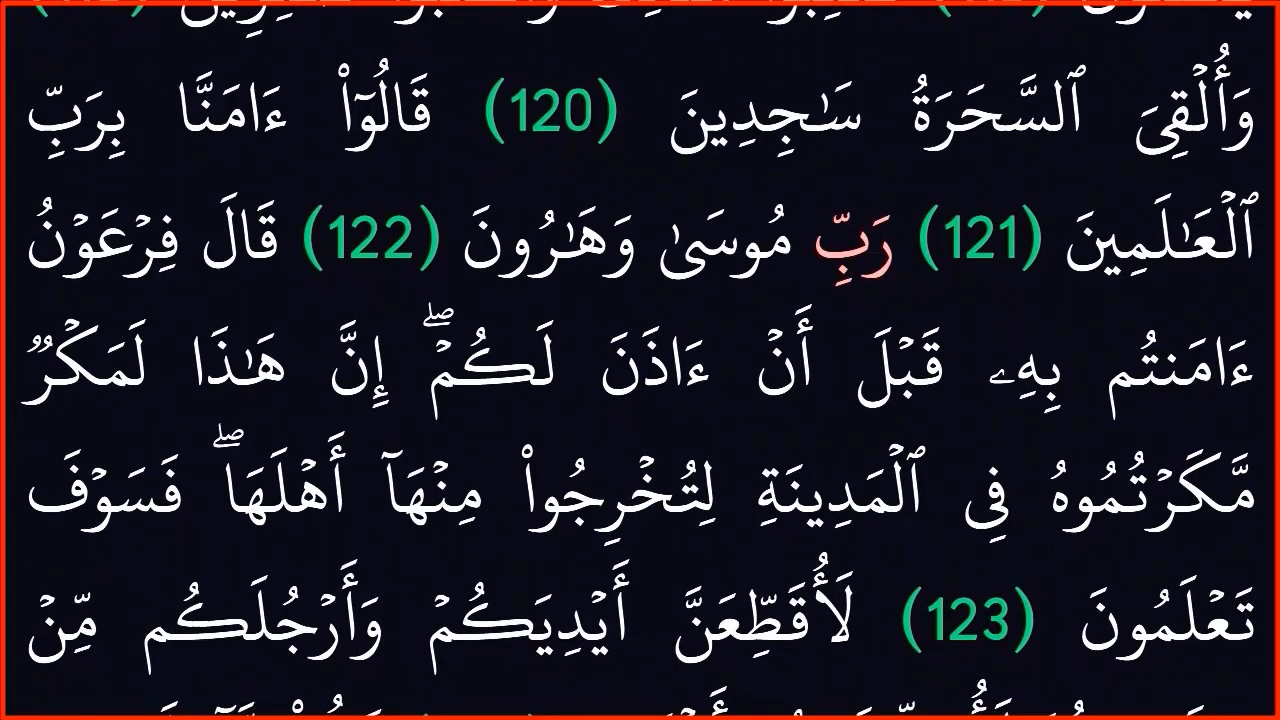 وَأُلْقِىَ ٱلسَّحَرَةُ سَـٰجِدِينَ (120) قَالُوٓا۟ ءَامَنَّا بِرَبِّ
ٱلْعَـٰلَمِينَ (121) رَبِّ مُوسَىٰ وَهَـٰرُونَ (122) قَالَ فِرْعَوْنُ
ءَامَنتُم بِهِۦ قَبْلَ أَنْ ءَاذَنَ لَكُمْ ۖ إِنَّ هَـٰذَا لَمَكْرٌ
مَّكَرْتُمُوهُ فِى ٱلْمَدِينَةِ لِتُخْرِجُوا۟ مِنْهَآ أَهْلَهَا ۖ فَسَوْفَ
تَعْلَمُونَ (123) لَأُقَطِّعَنَّ أَيْدِيَكُمْ وَأَرْجُلَكُم مِّنْ